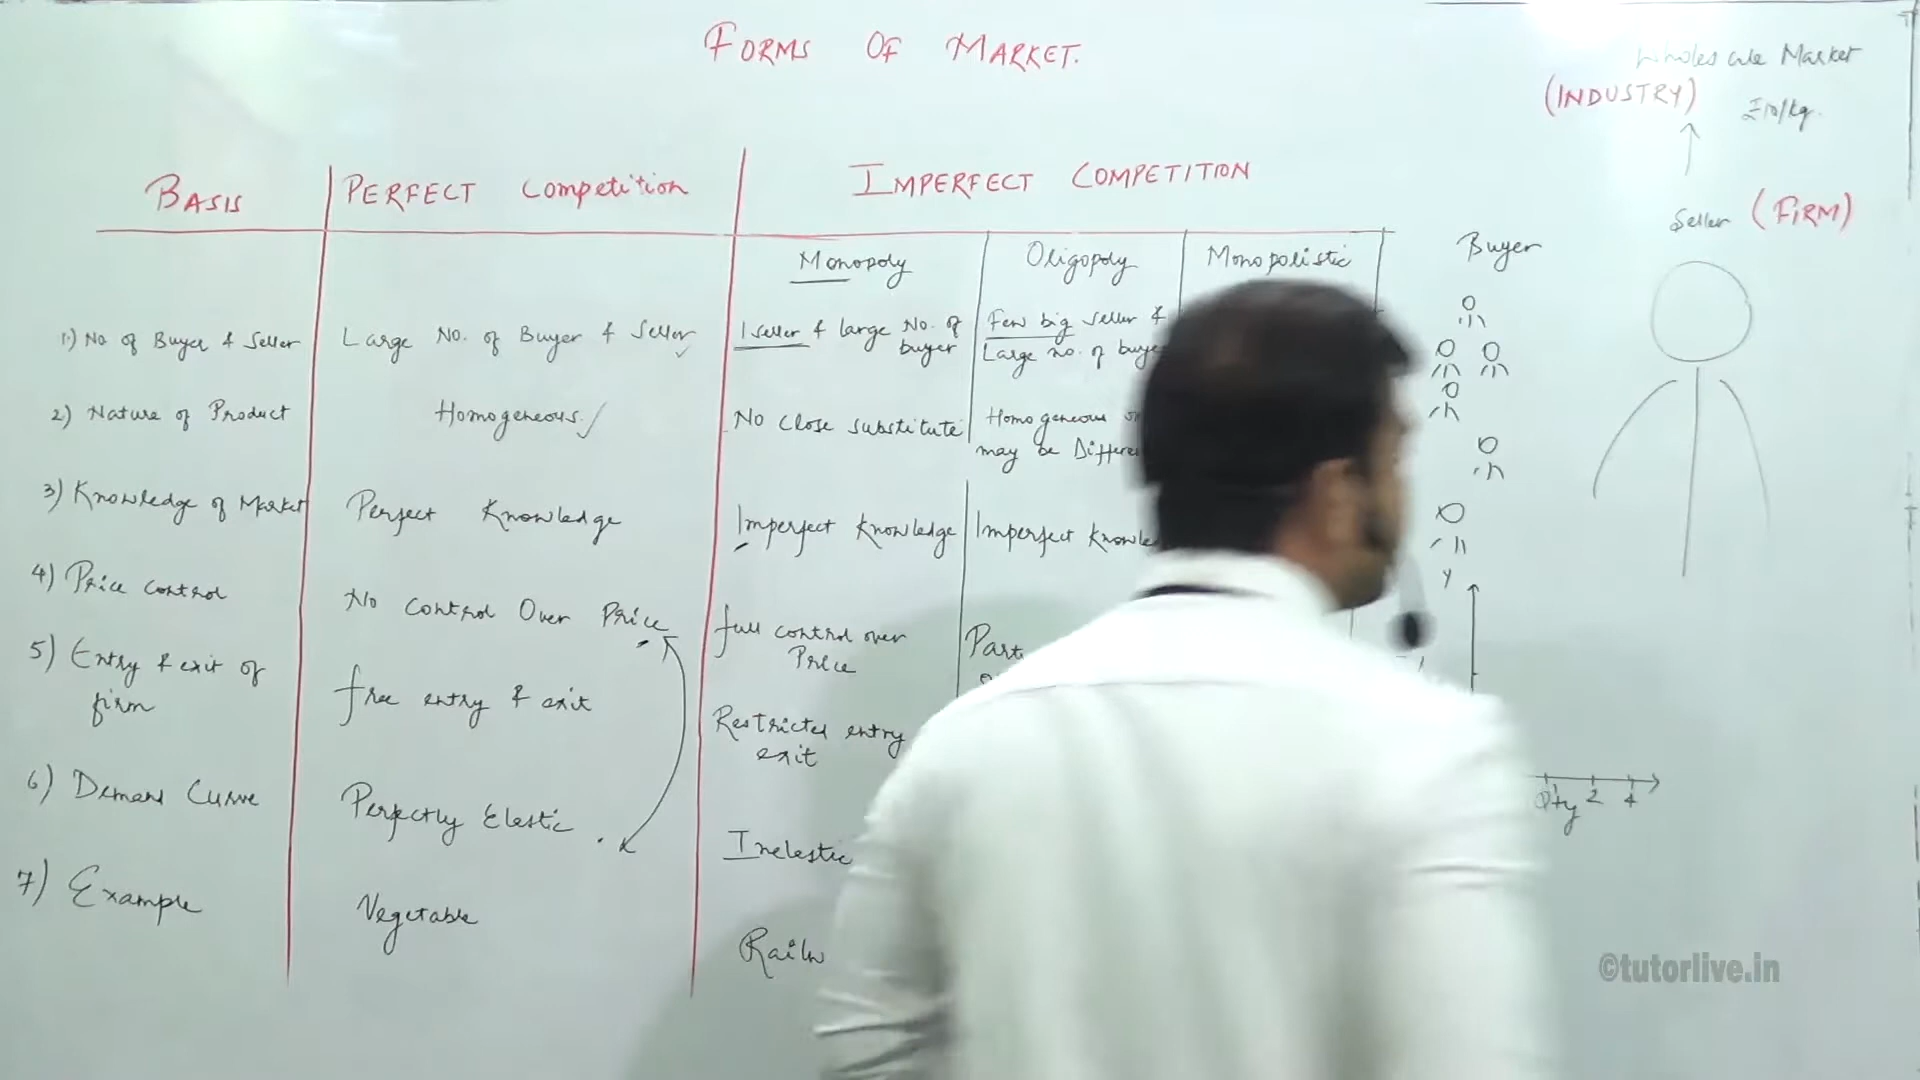 FORMS OF MARKET.
Wholesale Market
(INDUSTRY)
Seller (FIRM)
Buyer
BASIS
PERFECT Competition
IMPERFECT COMPETITION
Monopoly
Oligopoly
Monopolistic
1) No. of Buyer & Seller
Large No. of Buyer & Seller
1 seller & large No. of
buyer
Few big seller &
Large no. of buye
2) Nature of Product
Homogeneous.
No close substitute
Homogeneous
may be Differe
3) Knowledge of Market
Perfect Knowledge
Imperfect Knowledge
Imperfect Knowle
4) Price control
No control Over Price
full control over
Price
Part
5) Entry & exit of
firm
free entry & exit
Restricted entry
exit
6) Demand Curve
Perfectly Elastic
Inelastic
7) Example
Vegetable
Railw
Y
Qty 2 4
©tutorlive.in